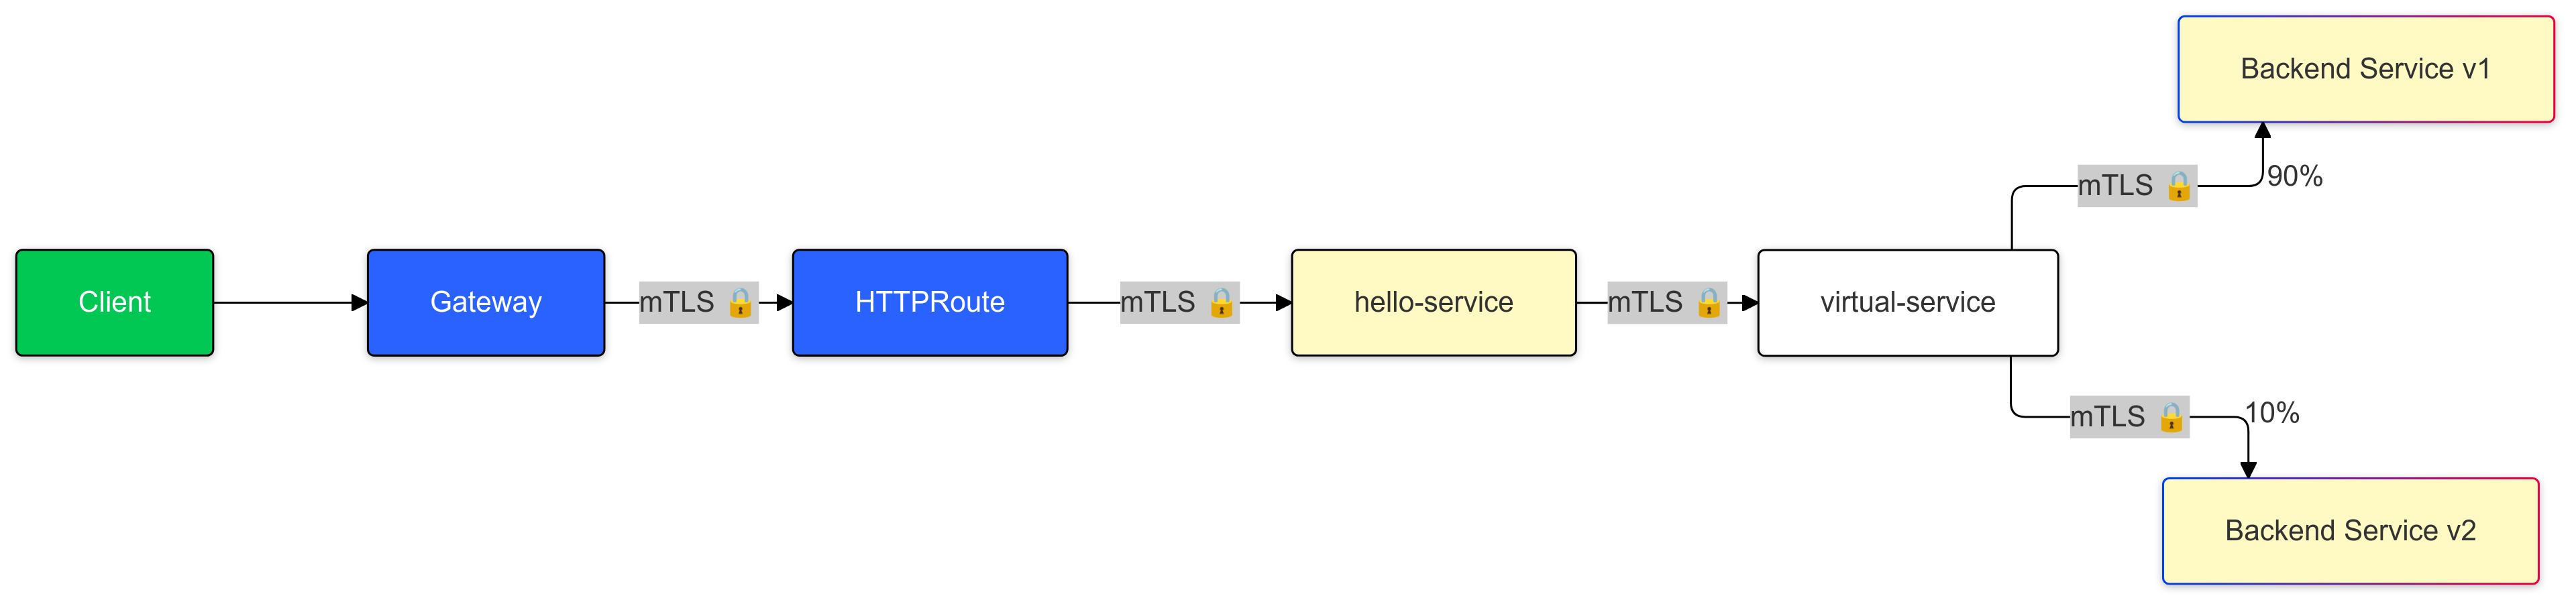 Backend Service v1
mTLS 🔒
90%
Client
Gateway
mTLS 🔒
HTTPRoute
mTLS 🔒
hello-service
mTLS 🔒
virtual-service
mTLS 🔒
10%
Backend Service v2